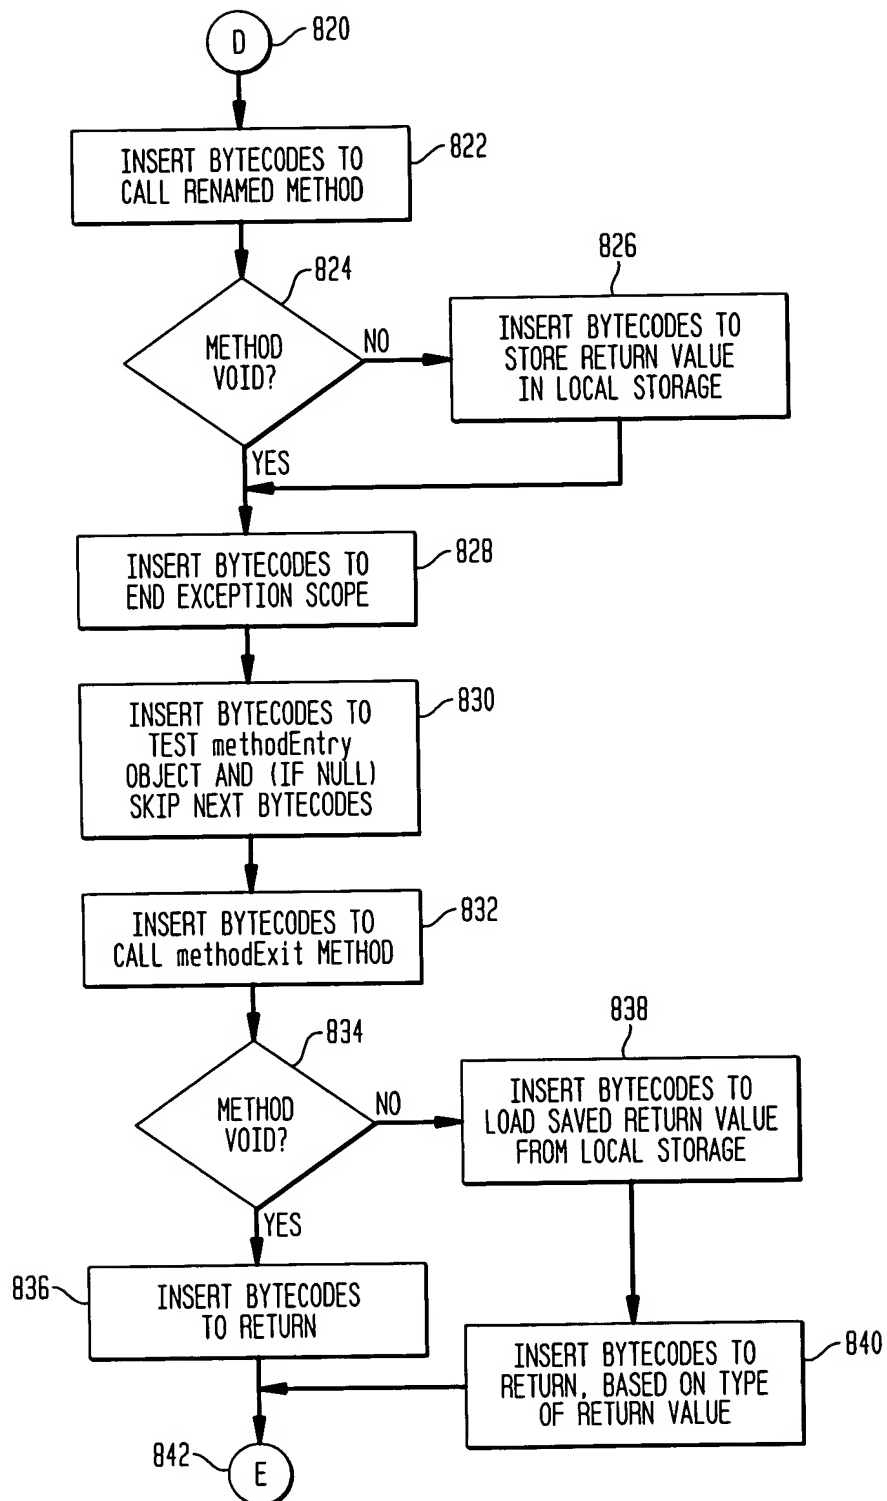 D
820
INSERT BYTECODES TO
CALL RENAMED METHOD
822
824
METHOD
VOID?
NO
YES
826
INSERT BYTECODES TO
STORE RETURN VALUE
IN LOCAL STORAGE
INSERT BYTECODES TO
END EXCEPTION SCOPE
828
INSERT BYTECODES TO
TEST methodEntry
OBJECT AND (IF NULL)
SKIP NEXT BYTECODES
830
INSERT BYTECODES TO
CALL methodExit METHOD
832
834
METHOD
VOID?
NO
YES
838
INSERT BYTECODES TO
LOAD SAVED RETURN VALUE
FROM LOCAL STORAGE
836
INSERT BYTECODES
TO RETURN
INSERT BYTECODES TO
RETURN, BASED ON TYPE
OF RETURN VALUE
840
842
E